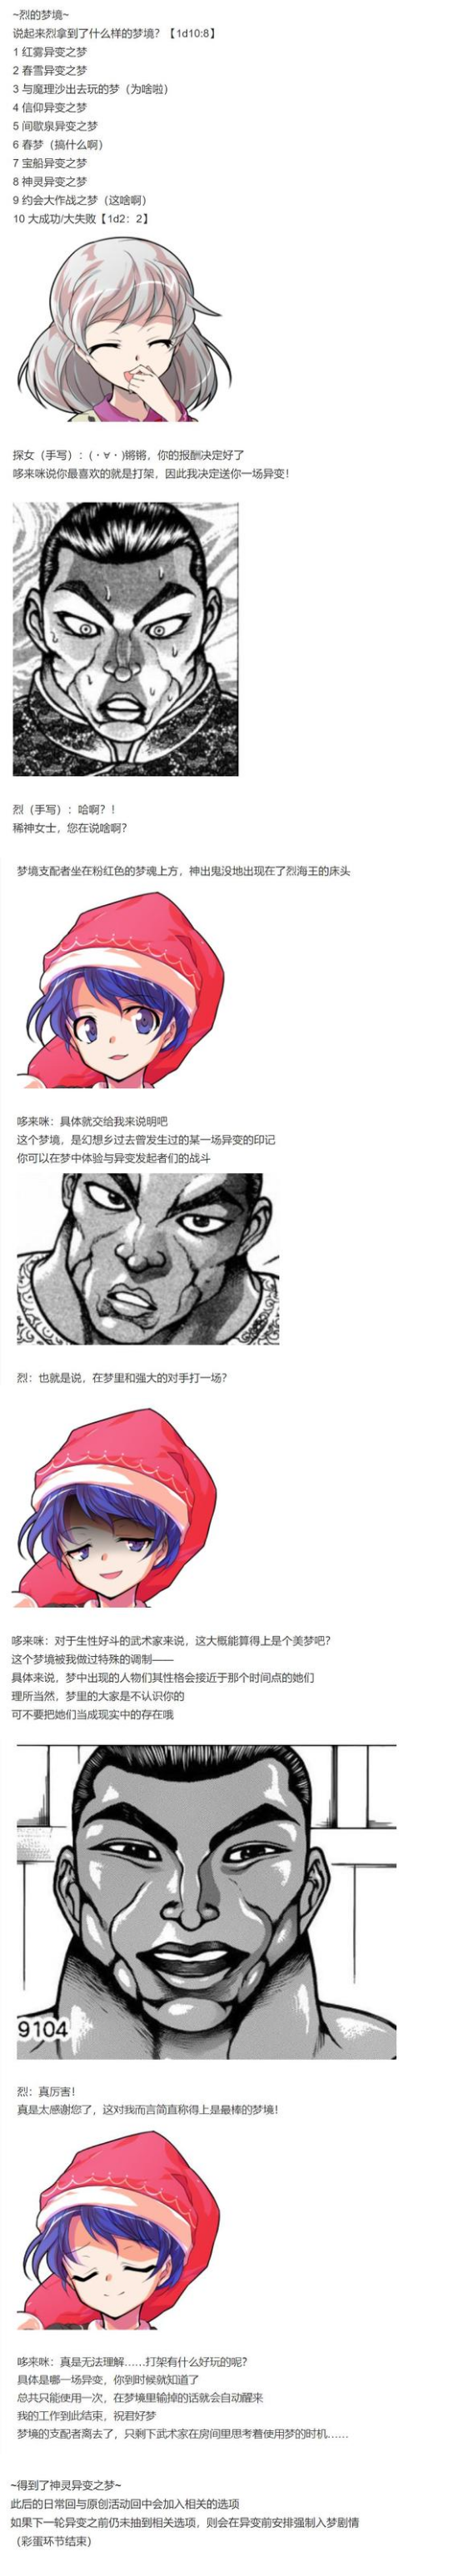 ~烈的梦境~
说起来烈拿到了什么样的梦境？【1d10:8】
1 红雾异变之梦
2 春雪异变之梦
3 与魔理沙出去玩的梦（为啥啦）
4 信仰异变之梦
5 间歇泉异变之梦
6 春梦（搞什么啊）
7 宝船异变之梦
8 神灵异变之梦
9 约会大作战之梦（这啥啊）
10 大成功/大失败【1d2：2】
探女（手写）：(・∀・)锵锵，你的报酬决定好了
哆来咪说你最喜欢的就是打架，因此我决定送你一场异变！
烈（手写）：哈啊？！
稀神女士，您在说啥啊？
梦境支配者坐在粉红色的梦魂上方，神出鬼没地出现在了烈海王的床头
哆来咪：具体就交给我来说明吧
这个梦境，是幻想乡过去曾发生过的某一场异变的印记
你可以在梦中体验与异变发起者们的战斗
烈：也就是说，在梦里和强大的对手打一场？
哆来咪：对于生性好斗的武术家来说，这大概能算得上是个美梦吧？
这个梦境被我做过特殊的调制——
具体来说，梦中出现的人物们其性格会接近于那个时间点的她们
理所当然，梦里的大家是不认识你的
可不要把她们当成现实中的存在哦
9104
烈：真厉害！
真是太感谢您了，这对我而言简直称得上是最棒的梦境！
哆来咪：真是无法理解……打架有什么好玩的呢？
具体是哪一场异变，你到时候就知道了
总共只能使用一次，在梦境里输掉的话就会自动醒来
我的工作到此结束，祝君好梦
梦境的支配者离去了，只剩下武术家在房间里思考着使用梦的时机……
~得到了神灵异变之梦~
此后的日常回与原创活动回中会加入相关的选项
如果下一轮异变之前仍未抽到相关选项，则会在异变前安排强制入梦剧情
（彩蛋环节结束）